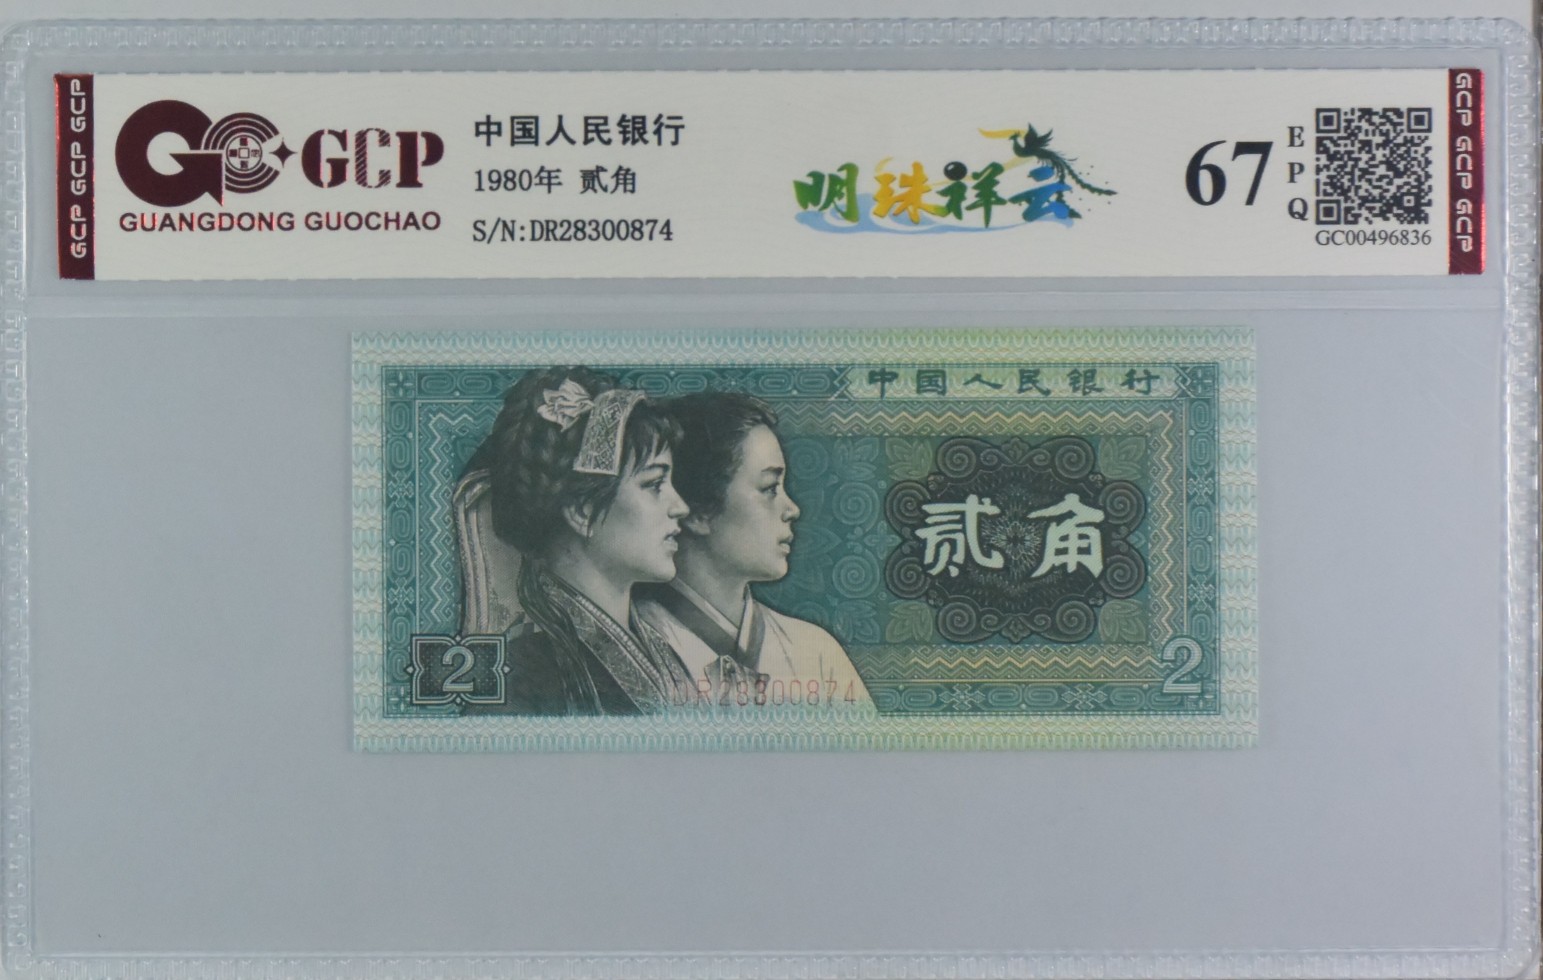 GCP
GUANGDONG GUOCHAO
中国人民银行
1980年 贰角
S/N:DR28300874
明珠祥云
67
EPQ
GC00496836
GCP GCP GCP
GCP GCP GCP
中国人民银行
贰角
2
2
DR28300874